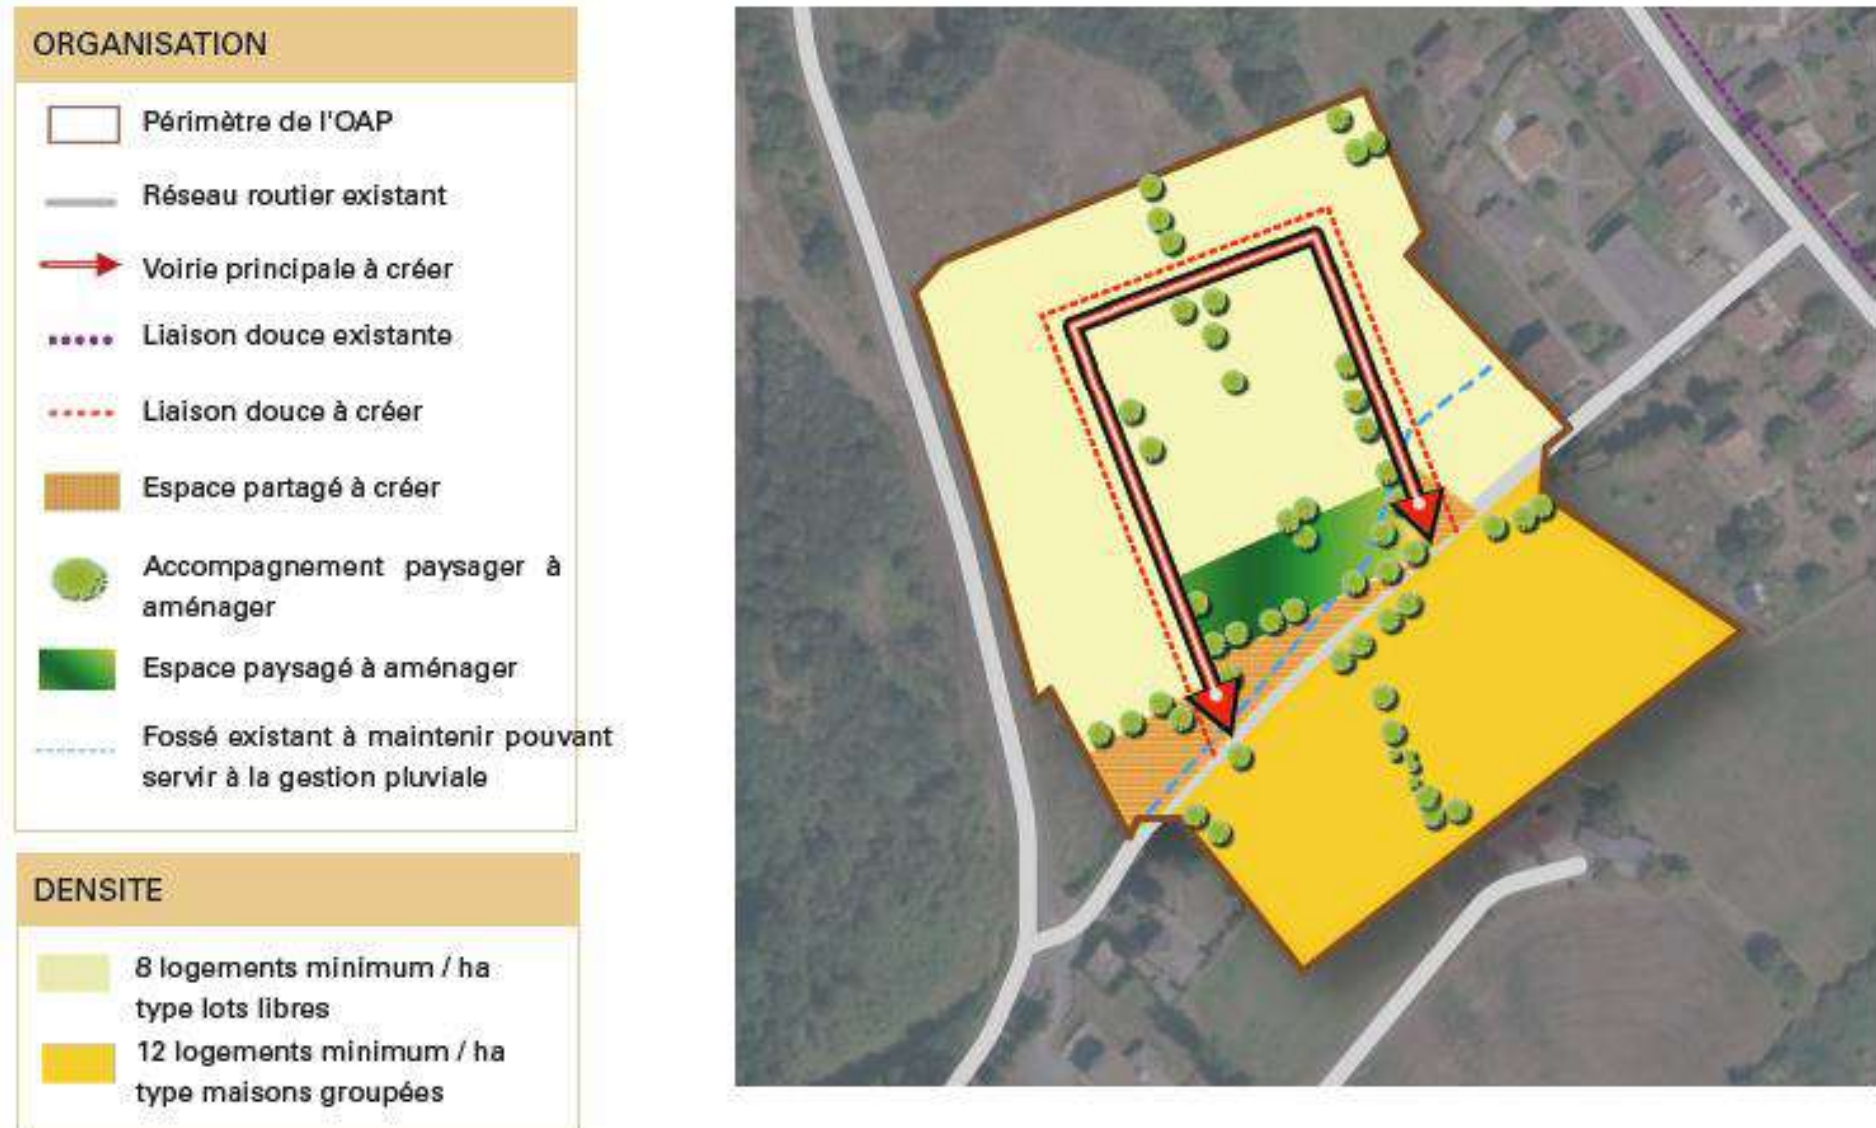 ORGANISATION
Périmètre de l'OAP
Réseau routier existant
Voirie principale à créer
Liaison douce existante
Liaison douce à créer
Espace partagé à créer
Accompagnement paysager à
aménager
Espace paysagé à aménager
Fossé existant à maintenir pouvant
servir à la gestion pluviale
DENSITE
8 logements minimum / ha
type lots libres
12 logements minimum / ha
type maisons groupées